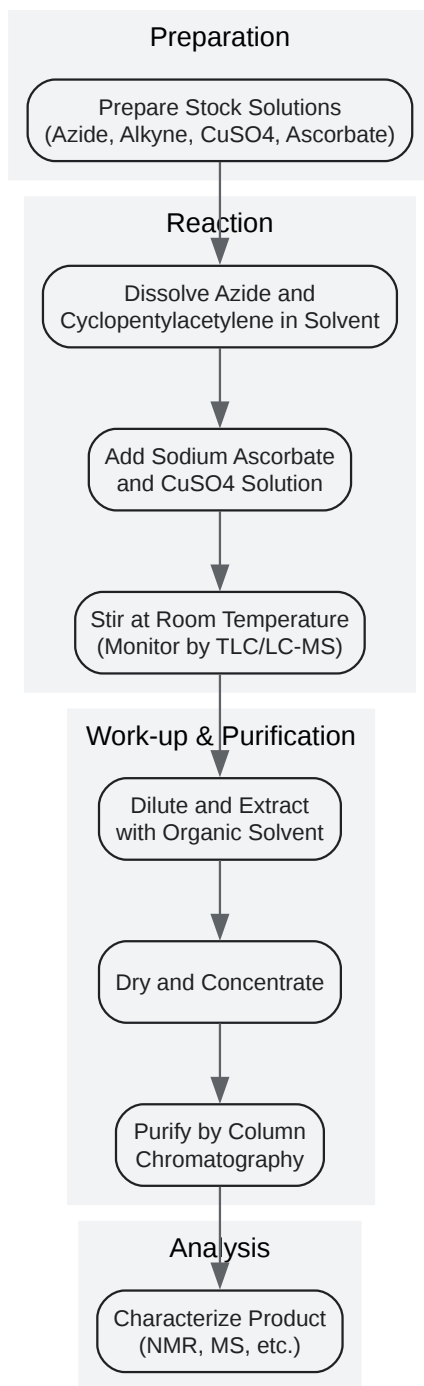 Preparation
Prepare Stock Solutions
(Azide, Alkyne, CuSO4, Ascorbate)
Reaction
Dissolve Azide and
Cyclopentylacetylene in Solvent
Add Sodium Ascorbate
and CuSO4 Solution
Stir at Room Temperature
(Monitor by TLC/LC-MS)
Work-up & Purification
Dilute and Extract
with Organic Solvent
Dry and Concentrate
Purify by Column
Chromatography
Analysis
Characterize Product
(NMR, MS, etc.)